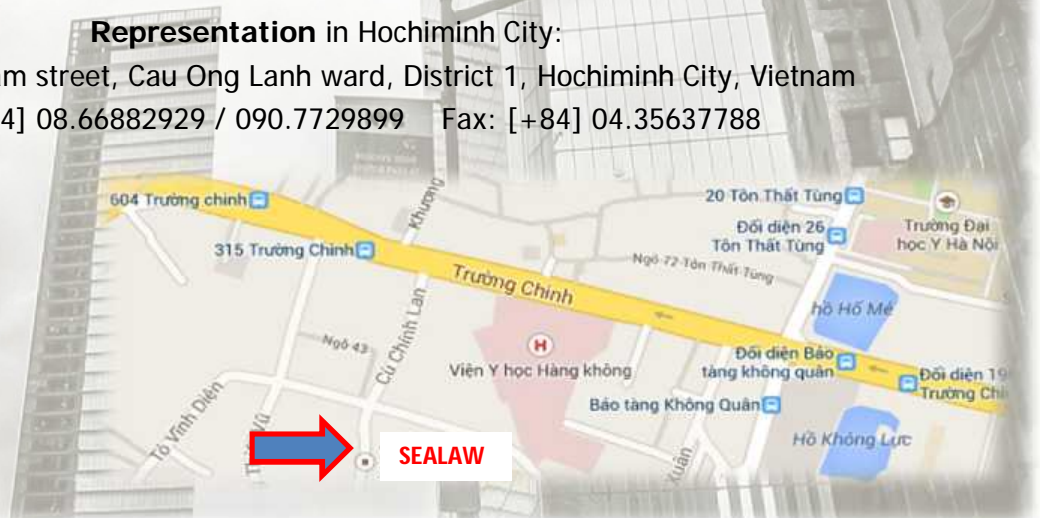 Representation in Hochiminh City:
am street, Cau Ong Lanh ward, District 1, Hochiminh City, Vietnam
4] 08.66882929 / 090.7729899 Fax: [+84] 04.35637788
604 Trường chinh
315 Trường Chinh
Khương
20 Tôn Thất Tùng
Đối diện 26
Tôn Thất Tùng
Trường Đại
học Y Hà Nội
Ngõ 72 Tôn Thất Tùng
Trường Chinh
hồ Hố Mẻ
Ngõ 43
Cù Chính Lan
Viện Y học Hàng không
Đối diện Bảo
tàng không quân
Đối diện 19
Trường Chi
Bảo tàng Không Quân
Tô Vĩnh Diện
Vũ
Xuân
Hồ Không Lực
SEALAW